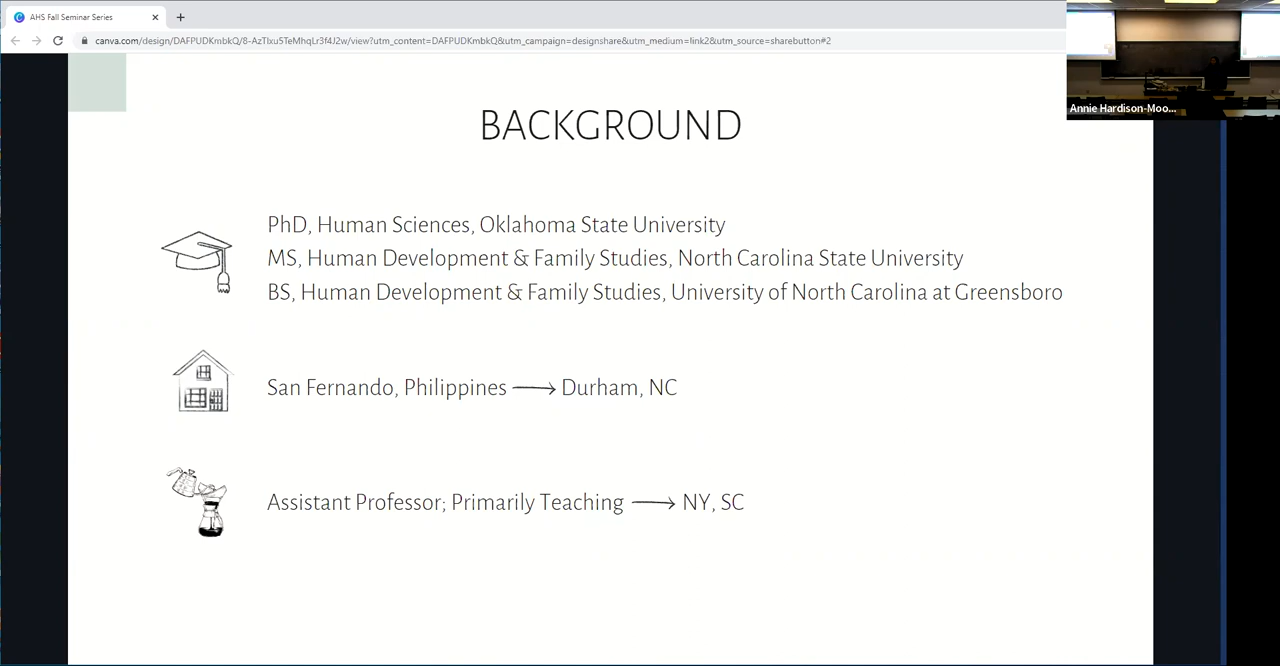 AHS Fall Seminar Series
canva.com/design/DAFPUDKmbkQ/8-AzTlxu5TeMhqLr3f4J2w/view?utm_content=DAFPUDKmbkQ&utm_campaign=designshare&utm_medium=link2&utm_source=sharebutton#2
Annie Hardison-Moo...
BACKGROUND
PhD, Human Sciences, Oklahoma State University
MS, Human Development & Family Studies, North Carolina State University
BS, Human Development & Family Studies, University of North Carolina at Greensboro
San Fernando, Philippines → Durham, NC
Assistant Professor; Primarily Teaching → NY, SC